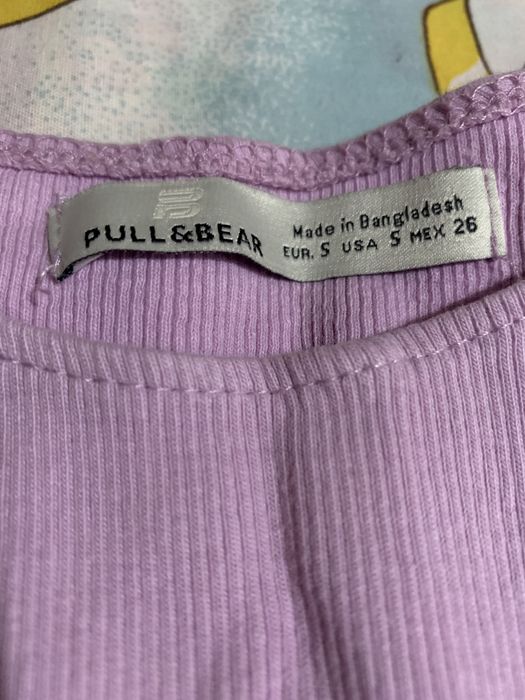 PULL&BEAR
Made in Bangladesh
EUR. S USA S MEX 26